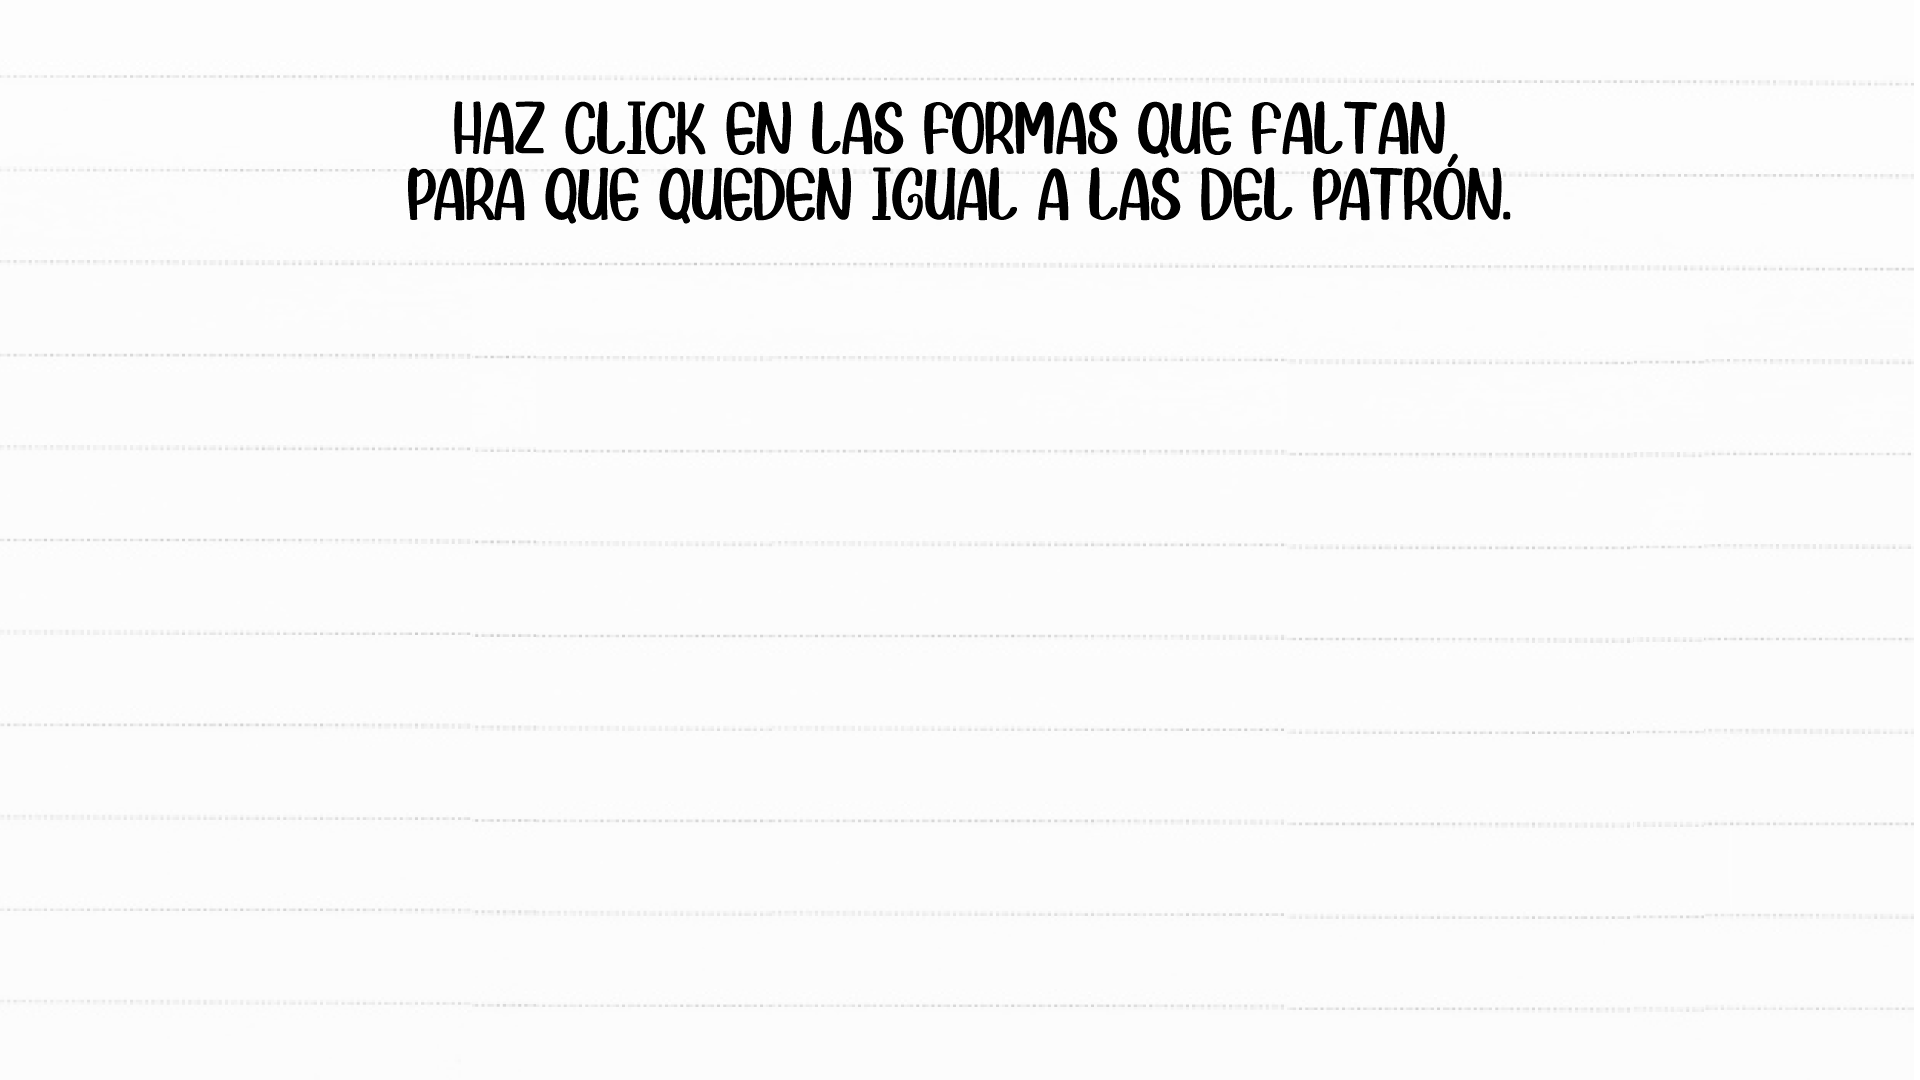 HAZ CLICK EN LAS FORMAS QUE FALTAN
PARA QUE QUEDEN IGUAL A LAS DEL PATRÓN.